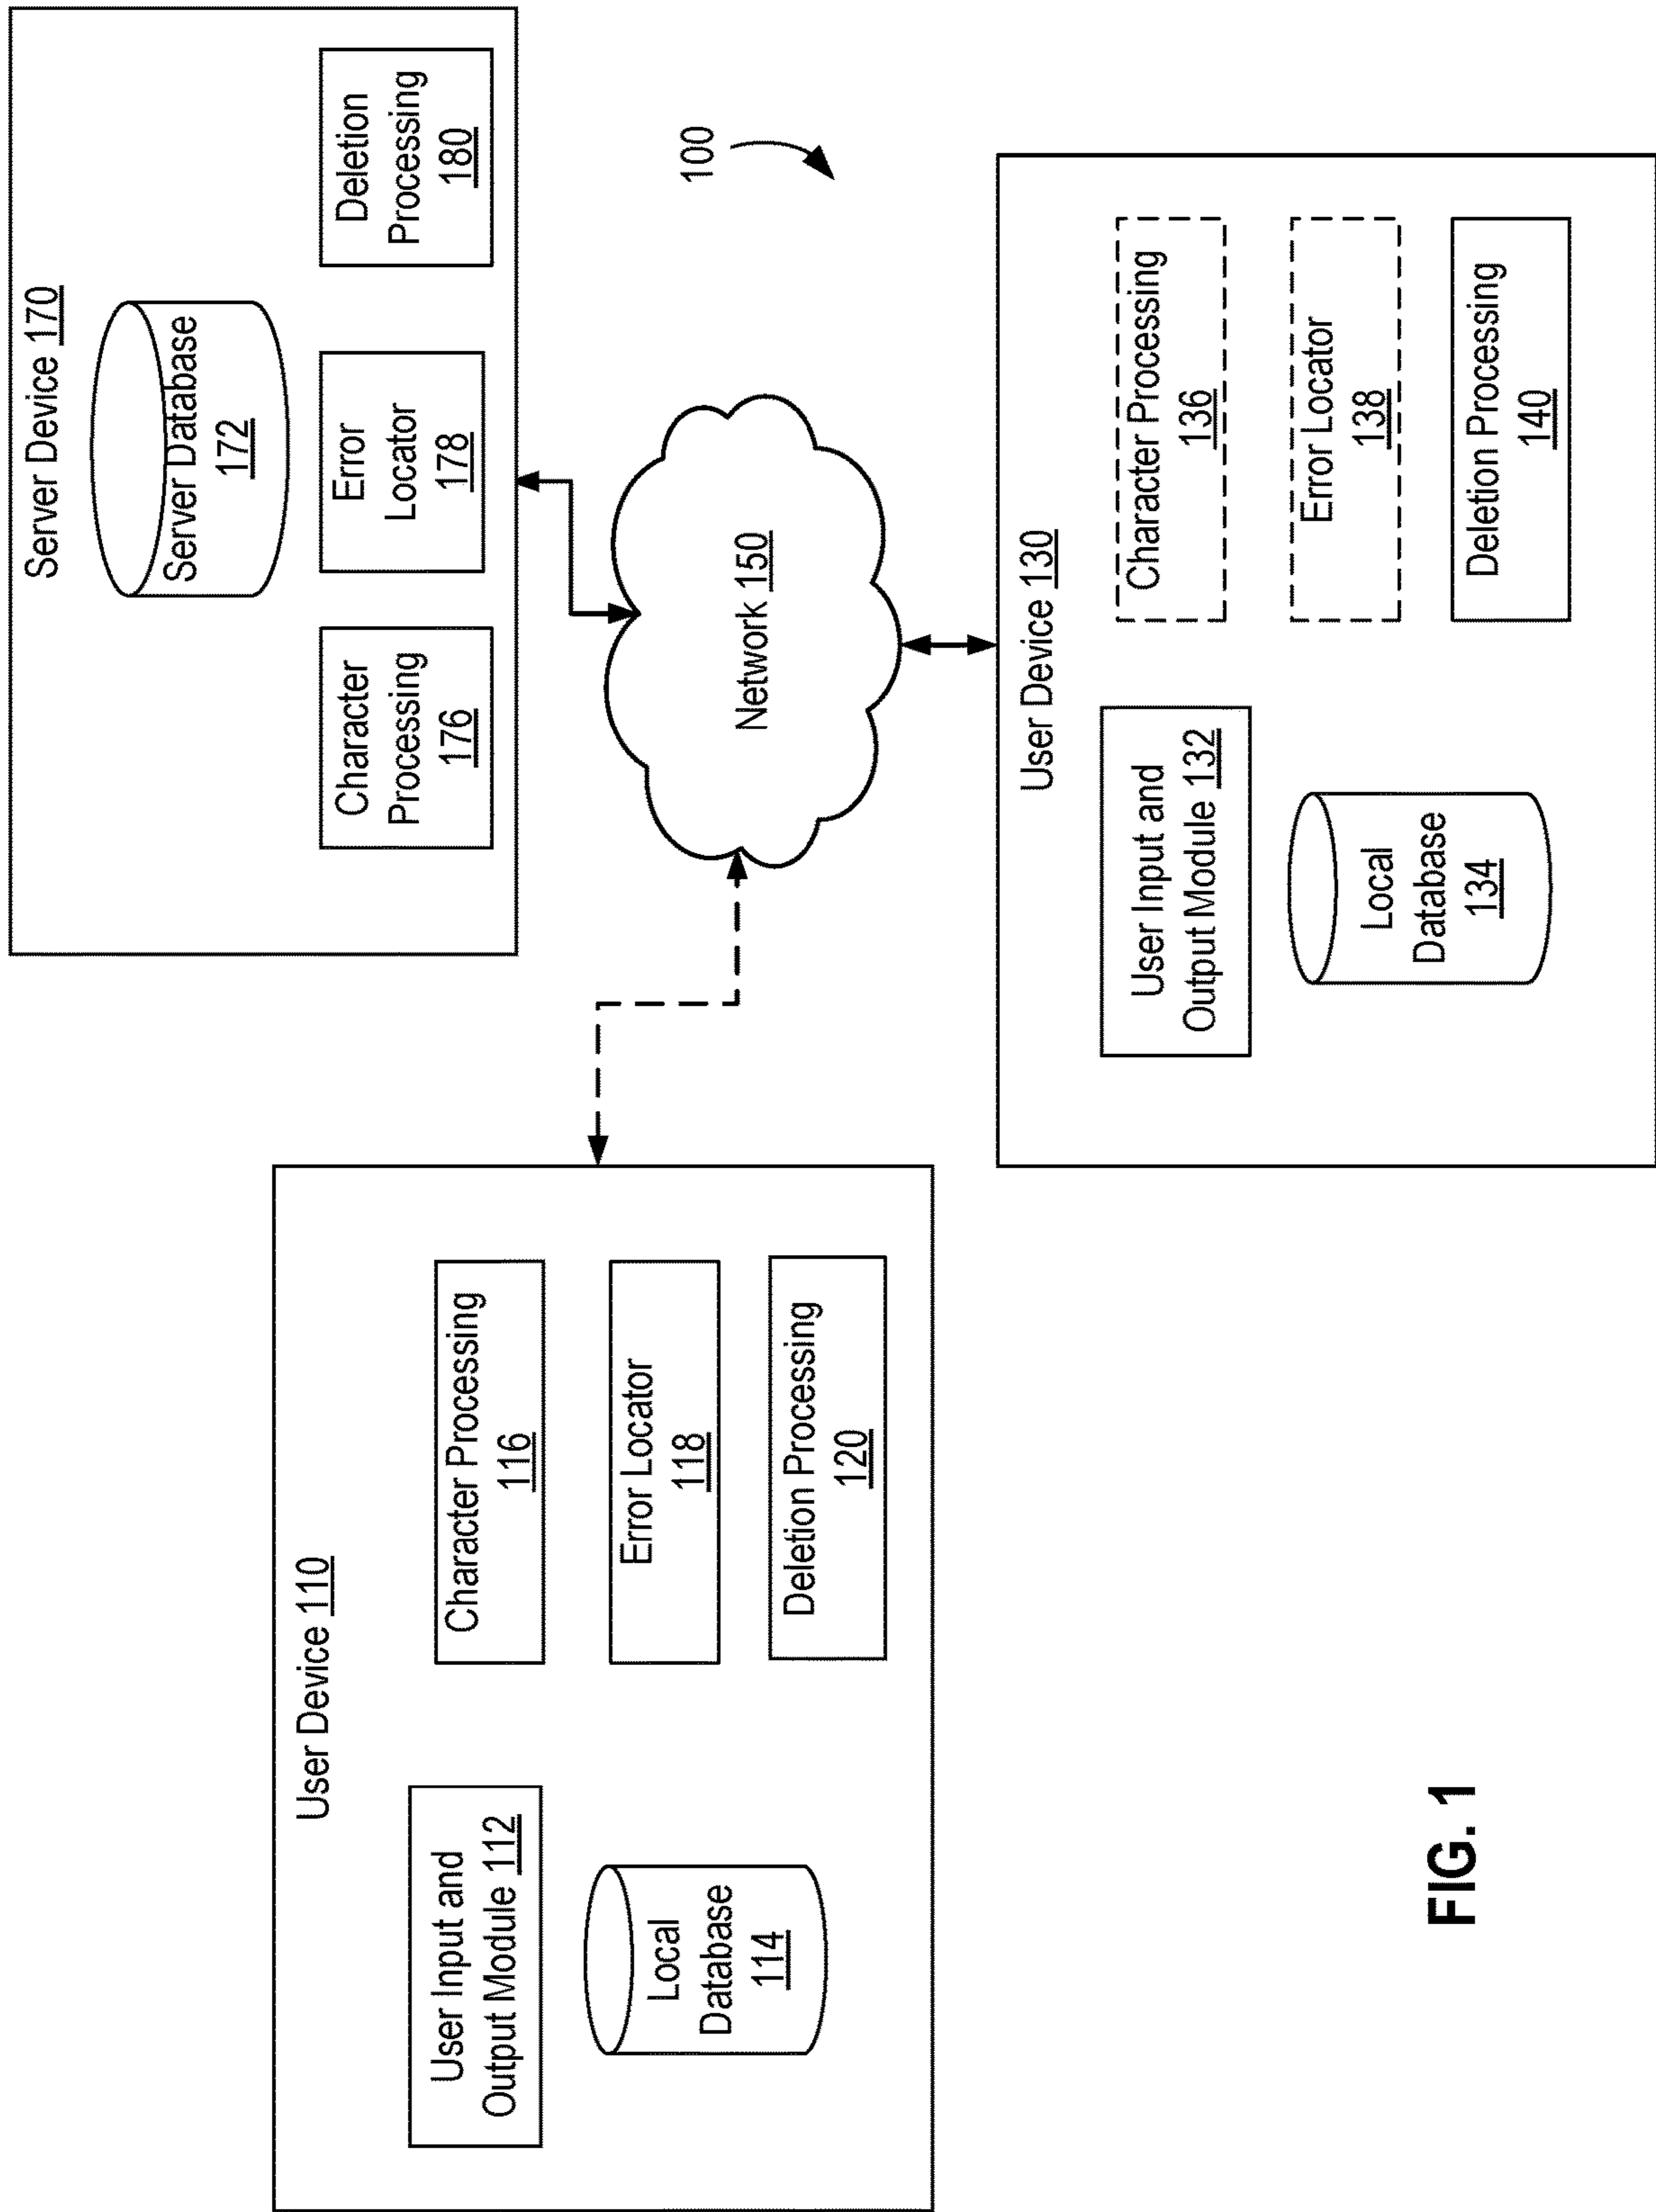 User Device 110
User Input and
Output Module 112
Local
Database
114
Character Processing
116
Error Locator
118
Deletion Processing
120
Server Device 170
Server Database
172
Character
Processing
176
Error
Locator
178
Deletion
Processing
180
Network 150
100
User Device 130
User Input and
Output Module 132
Local
Database
134
Character Processing
136
Error Locator
138
Deletion Processing
140
FIG. 1